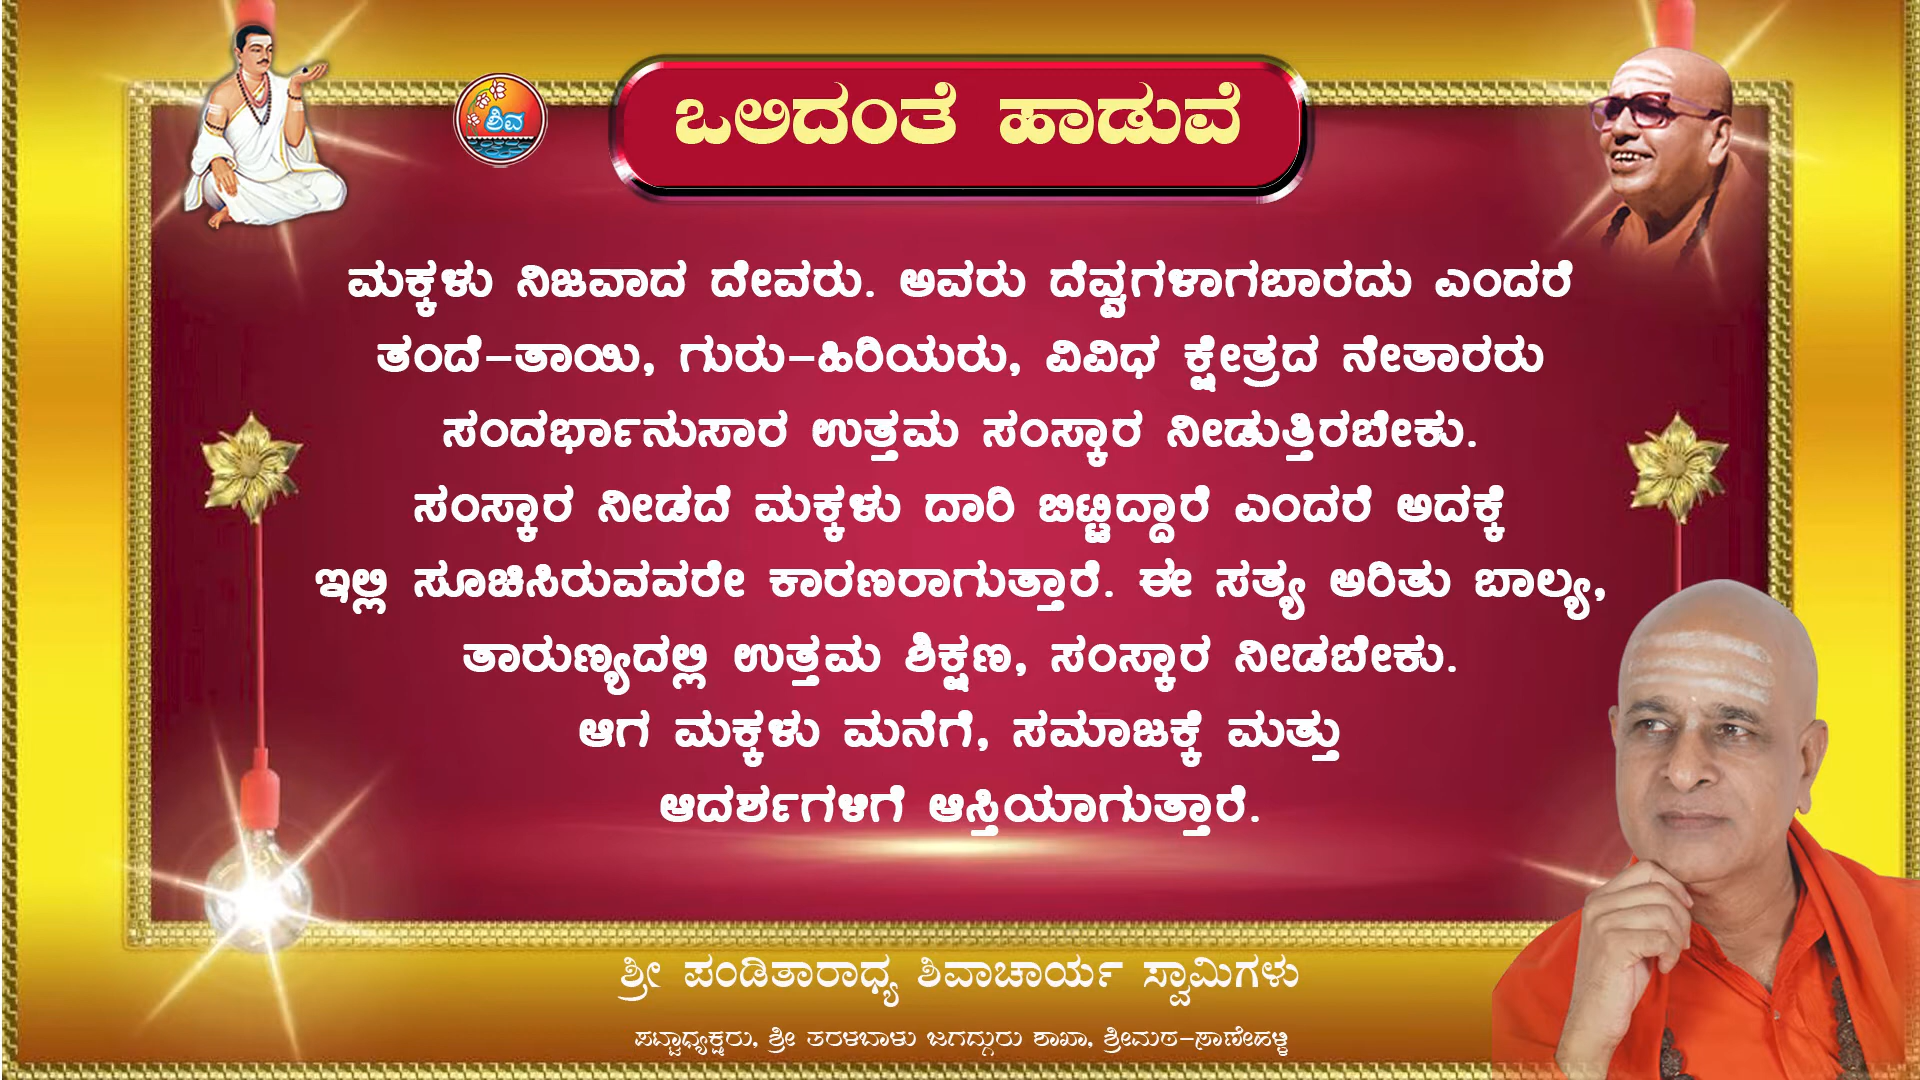 ಶಿವ
ಒಲಿದಂತೆ ಹಾಡುವೆ
ಮಕ್ಕಳು ನಿಜವಾದ ದೇವರು. ಅವರು ದೆವ್ವಗಳಾಗಬಾರದು ಎಂದರೆ
ತಂದೆ-ತಾಯಿ, ಗುರು-ಹಿರಿಯರು, ವಿವಿಧ ಕ್ಷೇತ್ರದ ನೇತಾರರು
ಸಂದರ್ಭಾನುಸಾರ ಉತ್ತಮ ಸಂಸ್ಕಾರ ನೀಡುತ್ತಿರಬೇಕು.
ಸಂಸ್ಕಾರ ನೀಡದೆ ಮಕ್ಕಳು ದಾರಿ ಬಿಟ್ಟಿದ್ದಾರೆ ಎಂದರೆ ಅದಕ್ಕೆ
ಇಲ್ಲಿ ಸೂಚಿಸಿರುವವರೇ ಕಾರಣರಾಗುತ್ತಾರೆ. ಈ ಸತ್ಯ ಅರಿತು ಬಾಲ್ಯ,
ತಾರುಣ್ಯದಲ್ಲಿ ಉತ್ತಮ ಶಿಕ್ಷಣ, ಸಂಸ್ಕಾರ ನೀಡಬೇಕು.
ಆಗ ಮಕ್ಕಳು ಮನೆಗೆ, ಸಮಾಜಕ್ಕೆ ಮತ್ತು
ಆದರ್ಶಗಳಿಗೆ ಆಸ್ತಿಯಾಗುತ್ತಾರೆ.
ಶ್ರೀ ಪಂಡಿತಾರಾಧ್ಯ ಶಿವಾಚಾರ್ಯ ಸ್ವಾಮಿಗಳು
ಪಟ್ಟಾಧ್ಯಕ್ಷರು, ಶ್ರೀ ತರಳಬಾಳು ಜಗದ್ಗುರು ಶಾಖಾ, ಶ್ರೀಮಠ-ಸಾಣೇಹಳ್ಳಿ